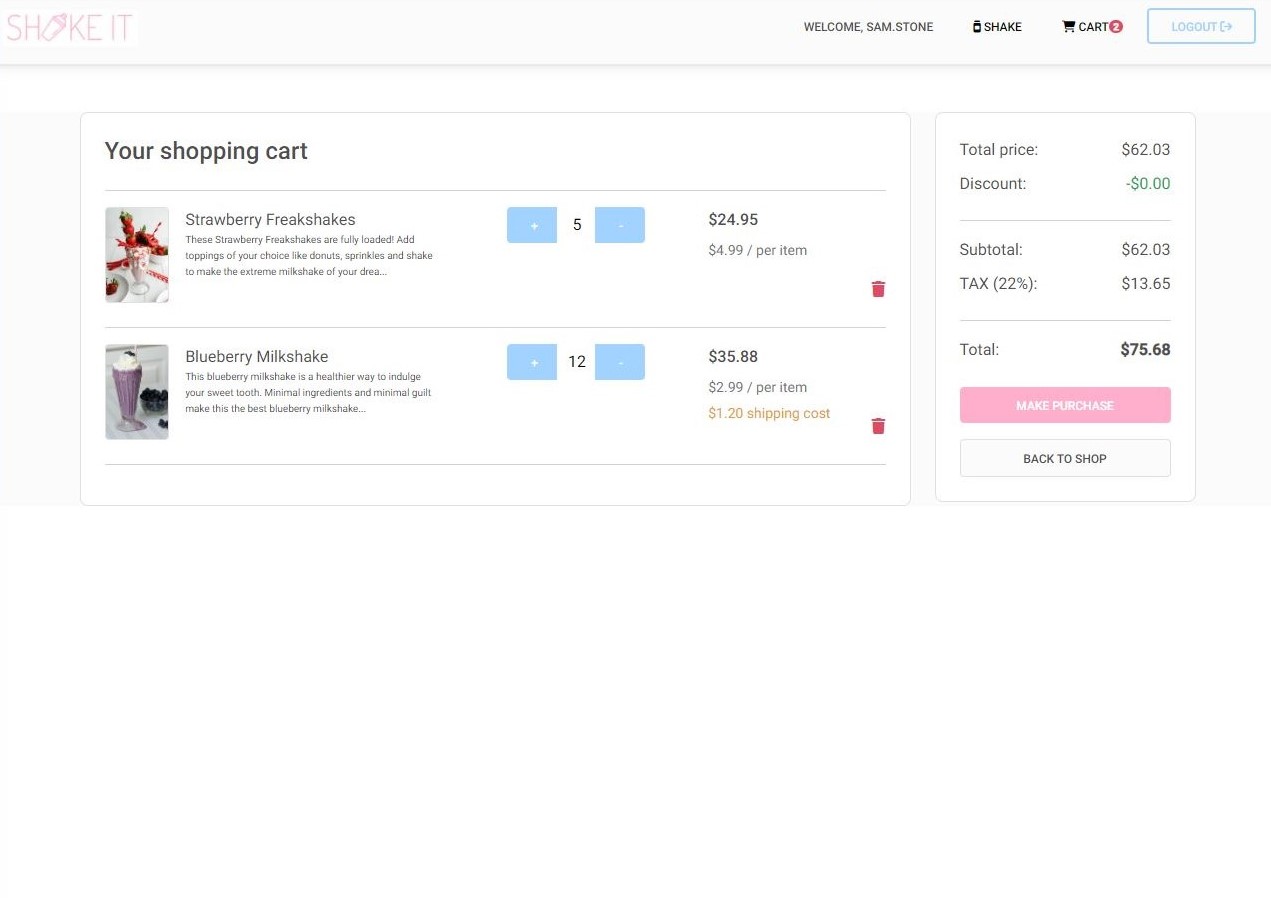 SHAKE IT
WELCOME, SAM.STONE
SHAKE
CART 2
LOGOUT
Your shopping cart
Strawberry Freakshakes
These Strawberry Freakshakes are fully loaded! Add
toppings of your choice like donuts, sprinkles and shake
to make the extreme milkshake of your drea...
+ 5 -
$24.95
$4.99 / per item
Blueberry Milkshake
This blueberry milkshake is a healthier way to indulge
your sweet tooth. Minimal ingredients and minimal guilt
make this the best blueberry milkshake...
+ 12 -
$35.88
$2.99 / per item
$1.20 shipping cost
Total price: $62.03
Discount: -$0.00
Subtotal: $62.03
TAX (22%): $13.65
Total: $75.68
MAKE PURCHASE
BACK TO SHOP